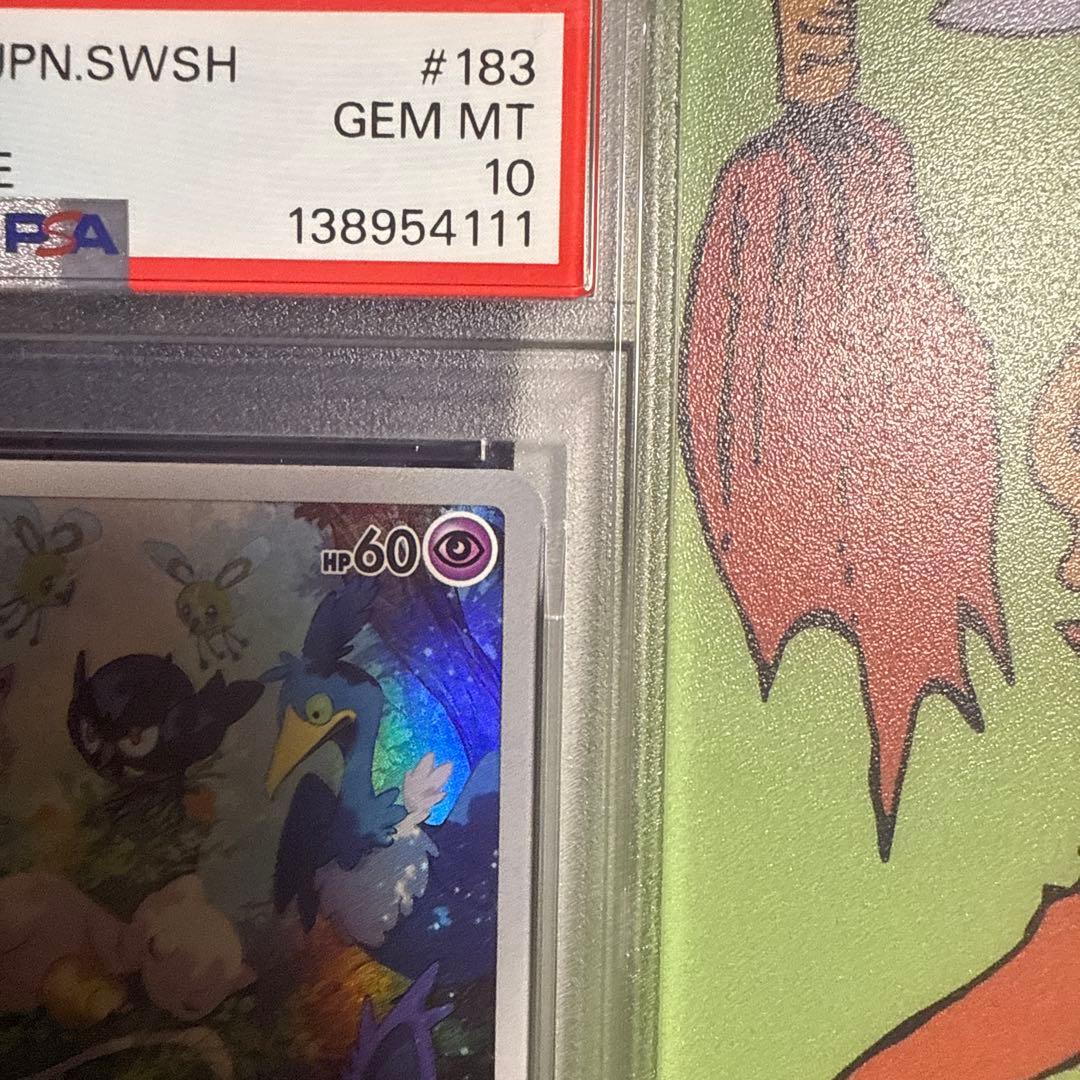 JPN.SWSH #183
GEM MT
E 10
PSA 138954111
HP60